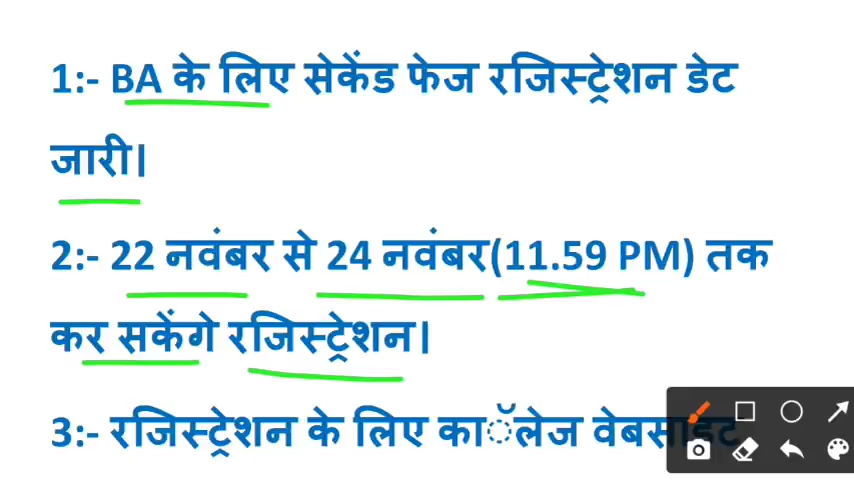 1:- BA के लिए सेकेंड फेज रजिस्ट्रेशन डेट
जारी।
2:- 22 नवंबर से 24 नवंबर(11.59 PM) तक
कर सकेंगे रजिस्ट्रेशन।
3:- रजिस्ट्रेशन के लिए काॅलेज वेबसाइट